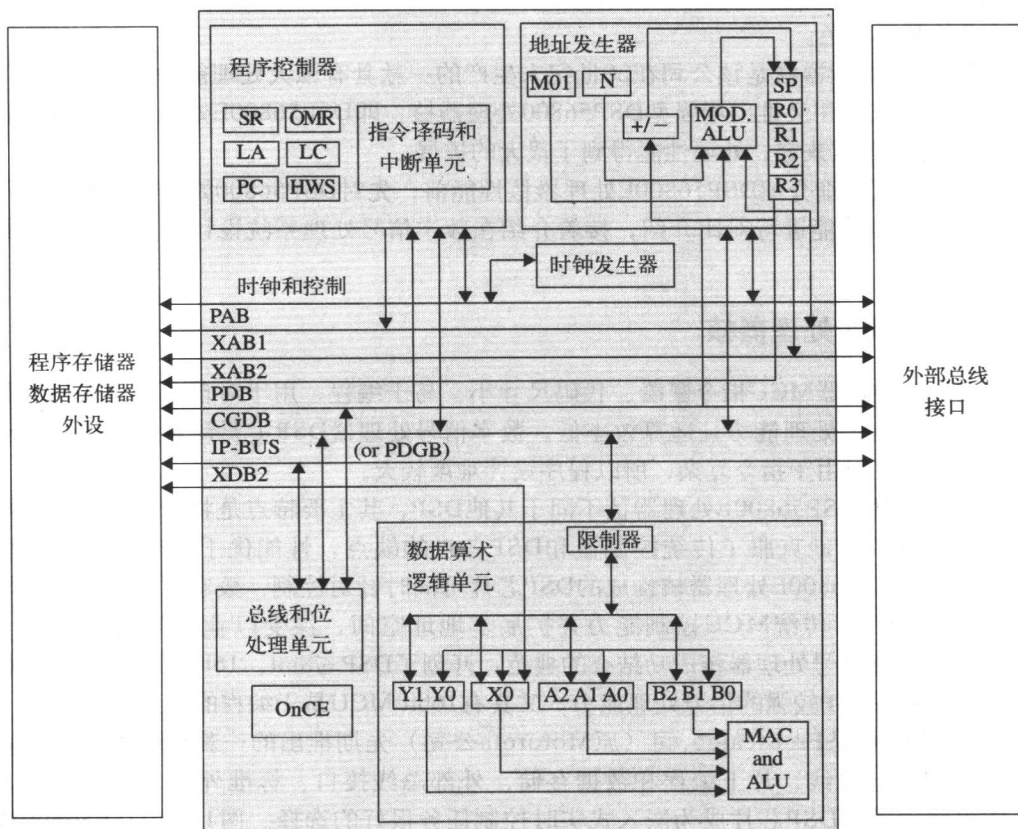 程序存储器
数据存储器
外设
程序控制器
SR OMR
LA LC
PC HWS
指令译码和
中断单元
地址发生器
M01 N
+/−
MOD.
ALU
SP
R0
R1
R2
R3
时钟发生器
时钟和控制
PAB
XAB1
XAB2
PDB
CGDB
IP-BUS (or PDGB)
XDB2
外部总线
接口
数据算术
逻辑单元
限制器
总线和位
处理单元
OnCE
Y1 Y0
X0
A2 A1 A0
B2 B1 B0
MAC
and
ALU